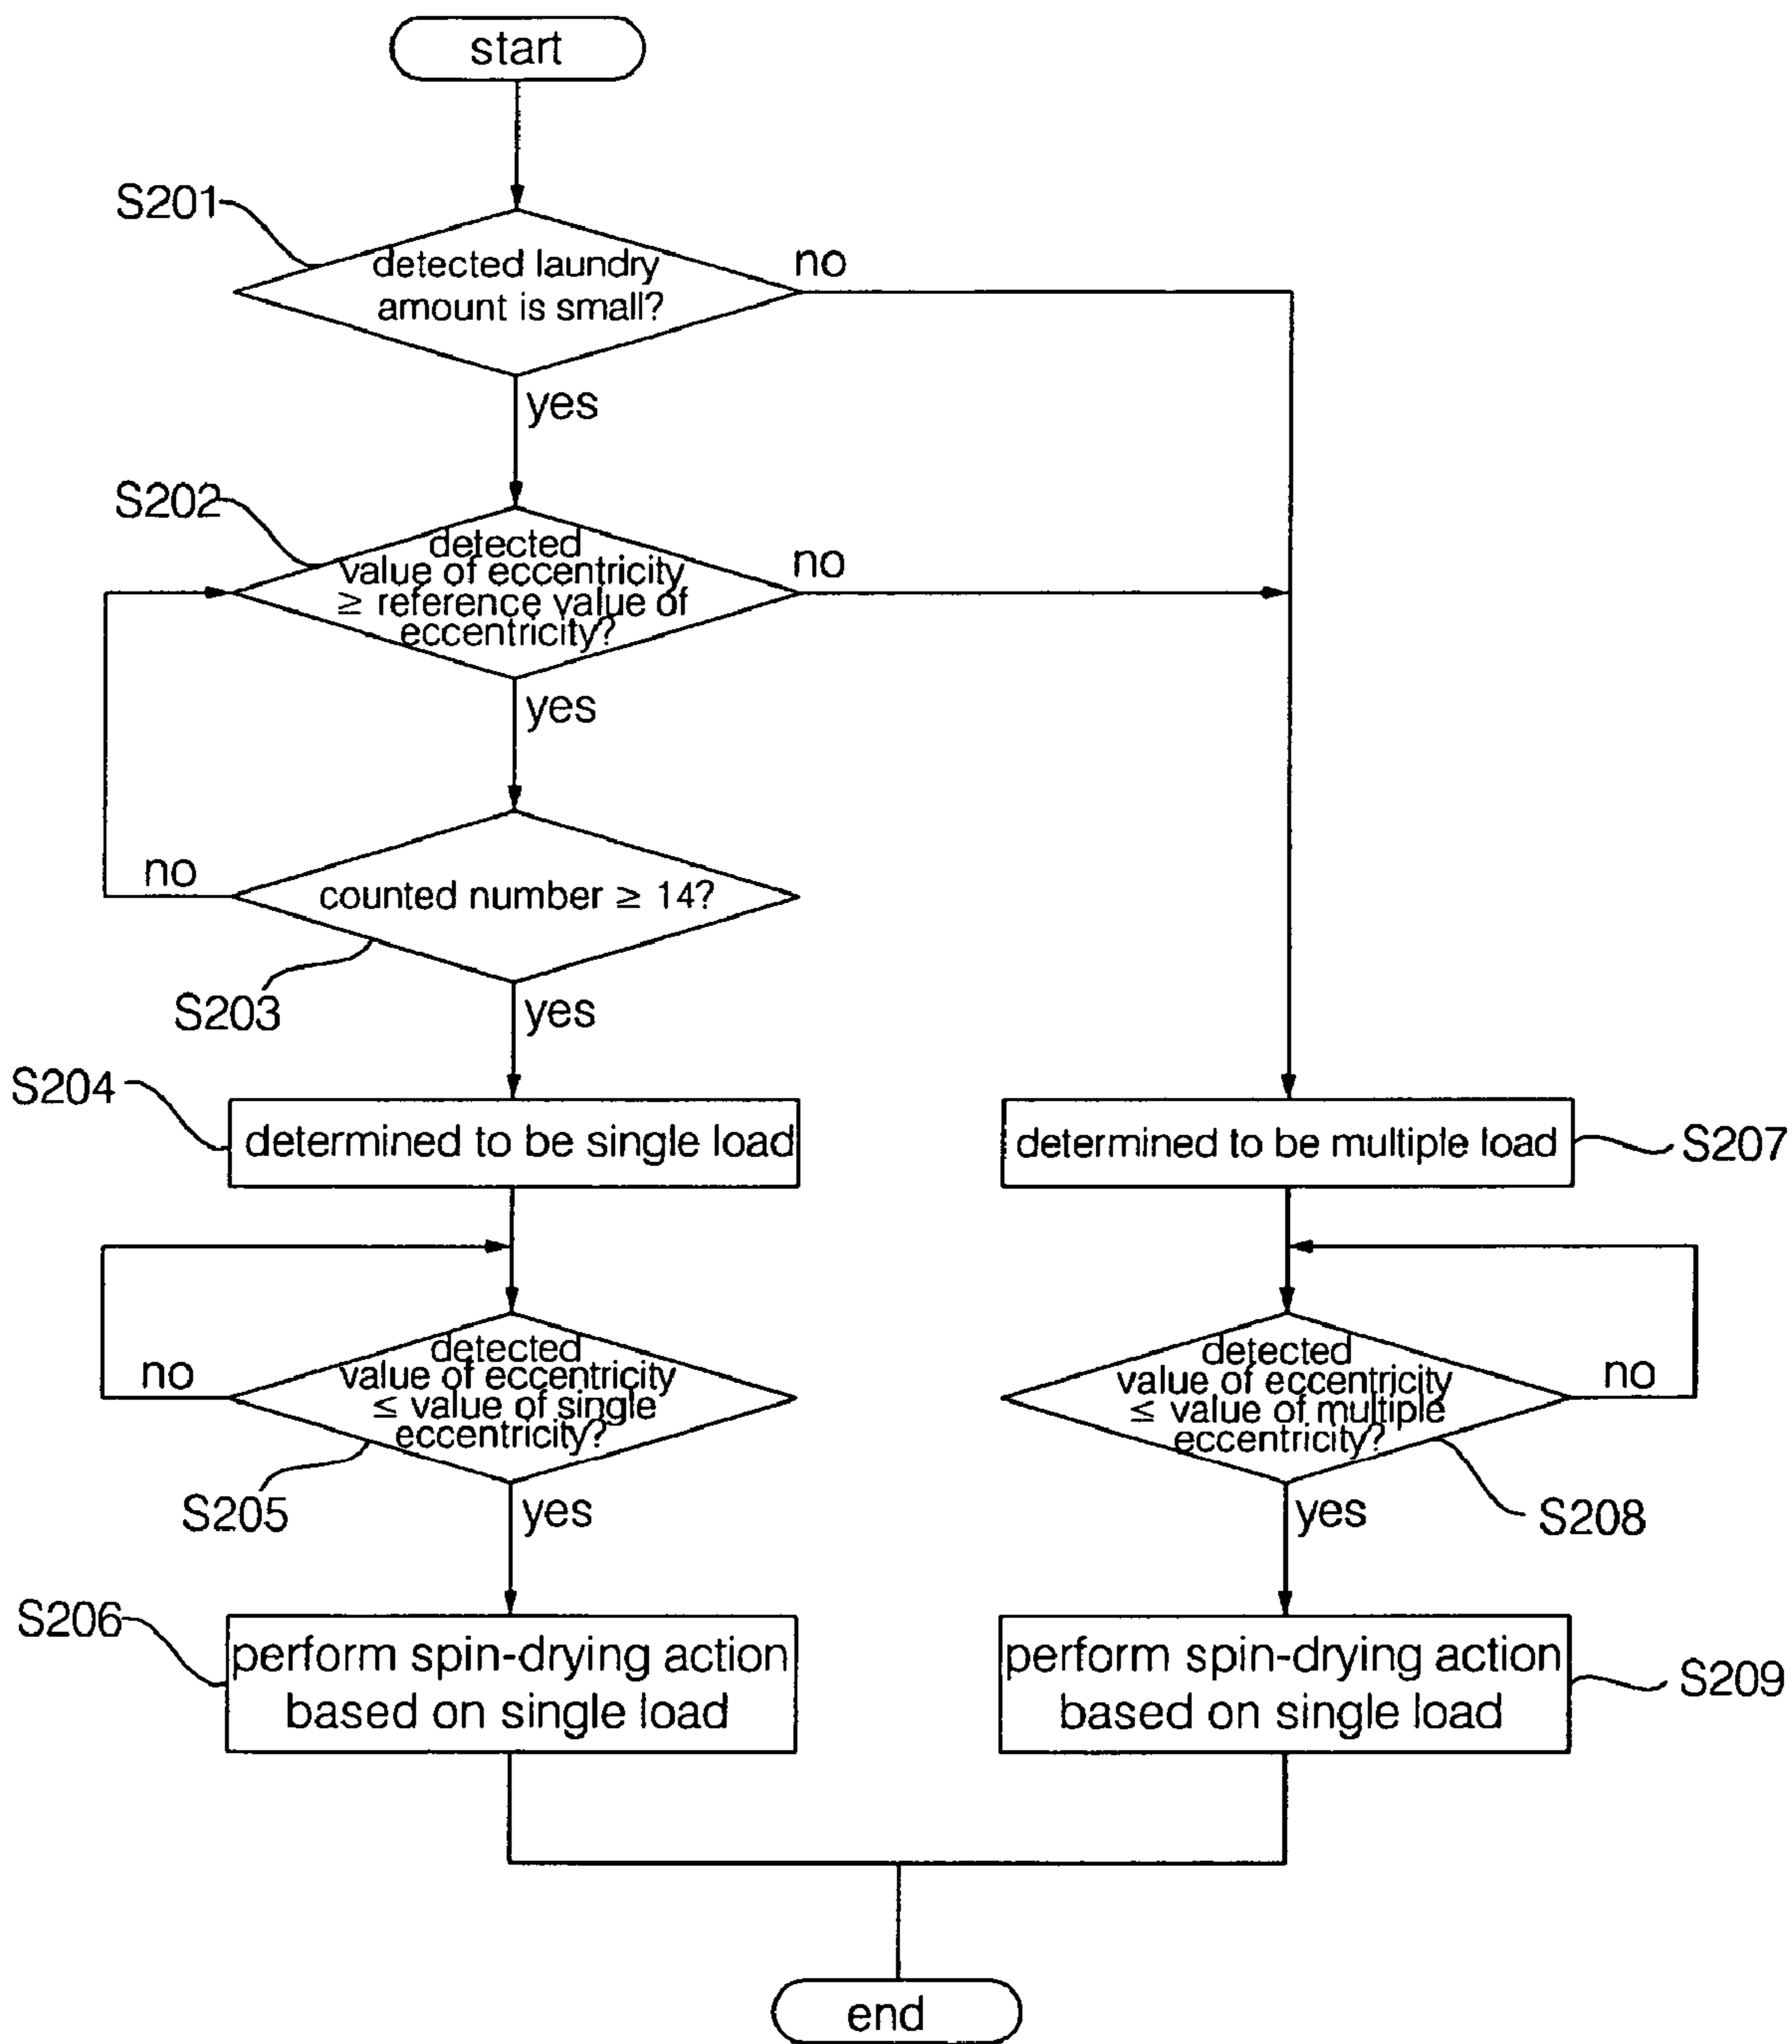 start
S201
detected laundry
amount is small?
no
yes
S202
detected
value of eccentricity
≥ reference value of
eccentricity?
no
yes
no
counted number ≥ 14?
S203
yes
S204
determined to be single load
determined to be multiple load
S207
detected
value of eccentricity
≤ value of single
eccentricity?
no
S205
yes
detected
value of eccentricity
≤ value of multiple
eccentricity?
no
S208
yes
S206
perform spin-drying action
based on single load
perform spin-drying action
based on single load
S209
end